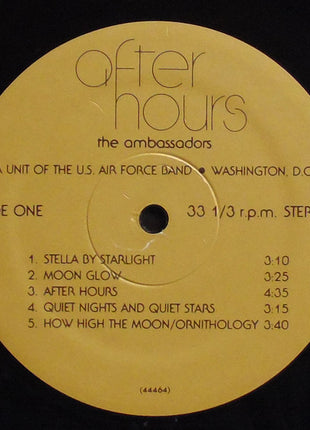 after
hours
the ambassadors
A UNIT OF THE U.S. AIR FORCE BAND • WASHINGTON, D.C
DE ONE 33 1/3 r.p.m. STER
1. STELLA BY STARLIGHT 3:10
2. MOON GLOW 3:25
3. AFTER HOURS 4:35
4. QUIET NIGHTS AND QUIET STARS 3:15
5. HOW HIGH THE MOON/ORNITHOLOGY 3:40
(44464)